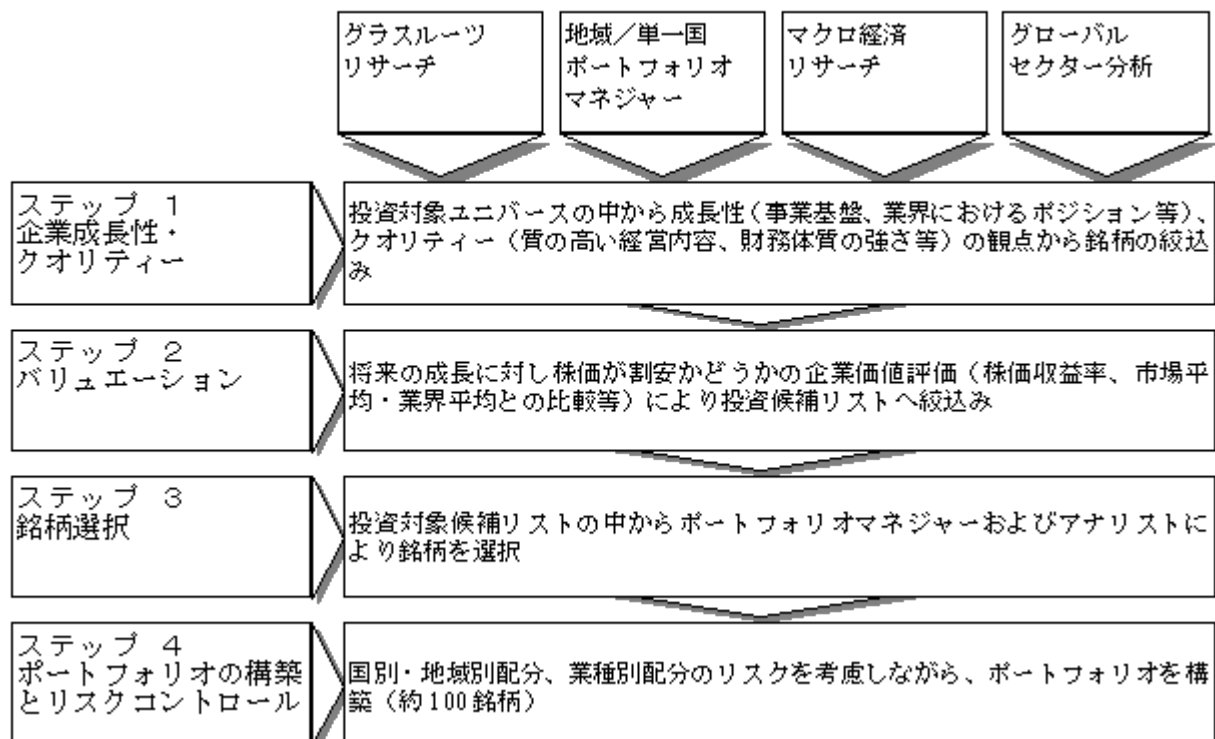 グラスルーツ
リサーチ
地域／単一国
ポートフォリオ
マネジャー
マクロ経済
リサーチ
グローバル
セクター分析
ステップ １
企業成長性・
クオリティー
投資対象ユニバースの中から成長性（事業基盤、業界におけるポジション等）、
クオリティー（質の高い経営内容、財務体質の強さ等）の観点から銘柄の絞込
み
ステップ ２
バリュエーション
将来の成長に対し株価が割安かどうかの企業価値評価（株価収益率、市場平
均・業界平均との比較等）により投資候補リストへ絞込み
ステップ ３
銘柄選択
投資対象候補リストの中からポートフォリオマネジャーおよびアナリストに
より銘柄を選択
ステップ ４
ポートフォリオの構築
とリスクコントロール
国別・地域別配分、業種別配分のリスクを考慮しながら、ポートフォリオを構
築（約100銘柄）